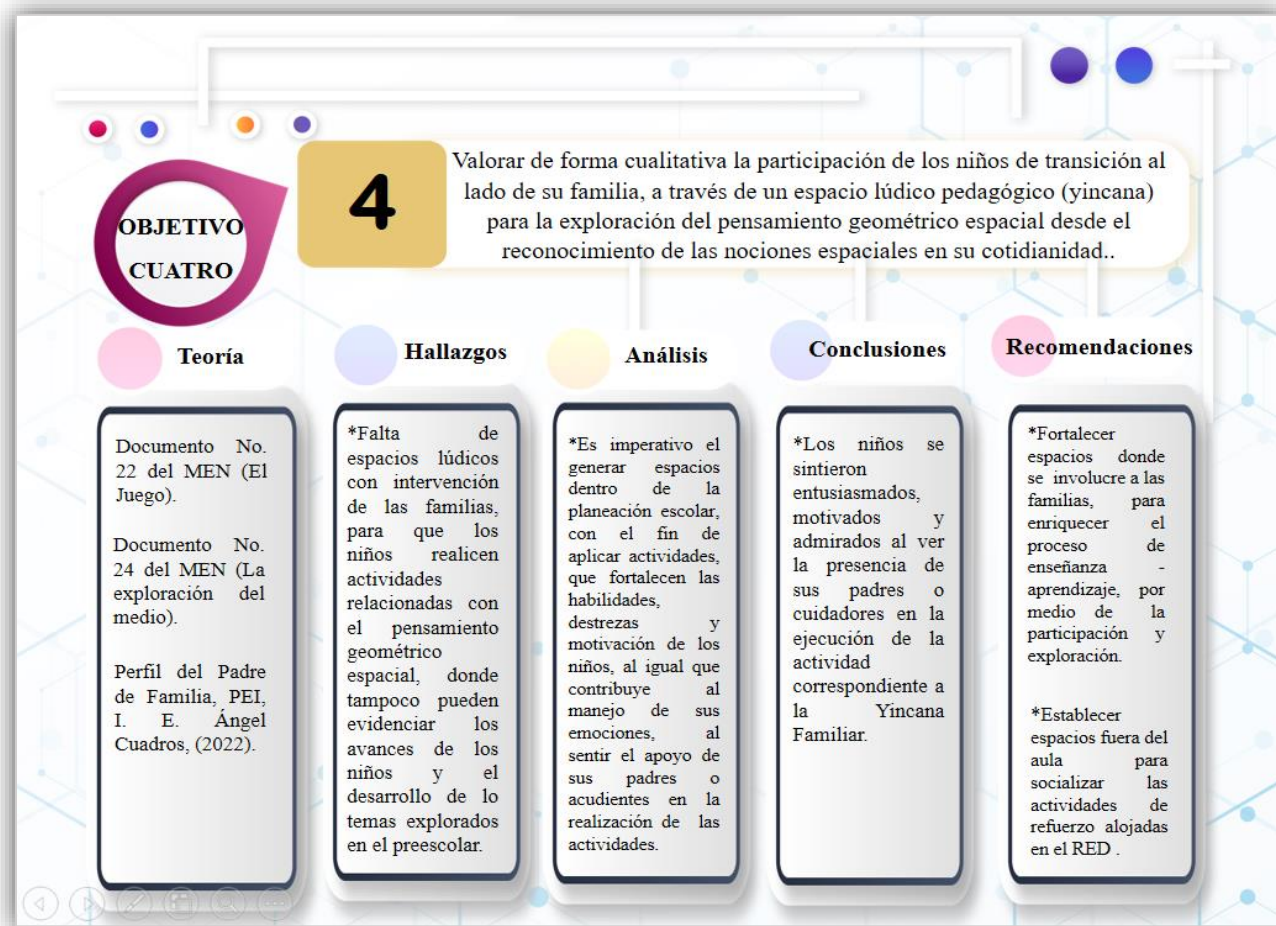 OBJETIVO
CUATRO
4
Valorar de forma cualitativa la participación de los niños de transición al
lado de su familia, a través de un espacio lúdico pedagógico (yincana)
para la exploración del pensamiento geométrico espacial desde el
reconocimiento de las nociones espaciales en su cotidianidad..
Teoría
Documento No.
22 del MEN (El
Juego).
Documento No.
24 del MEN (La
exploración del
medio).
Perfil del Padre
de Familia, PEI,
I. E. Ángel
Cuadros, (2022).
Hallazgos
*Falta de
espacios lúdicos
con intervención
de las familias,
para que los
niños realicen
actividades
relacionadas con
el pensamiento
geométrico
espacial, donde
tampoco pueden
evidenciar los
avances de los
niños y el
desarrollo de lo
temas explorados
en el preescolar.
Análisis
*Es imperativo el
generar espacios
dentro de la
planeación escolar,
con el fin de
aplicar actividades,
que fortalecen las
habilidades,
destrezas y
motivación de los
niños, al igual que
contribuye al
manejo de sus
emociones, al
sentir el apoyo de
sus padres o
acudientes en la
realización de las
actividades.
Conclusiones
*Los niños se
sintieron
entusiasmados,
motivados y
admirados al ver
la presencia de
sus padres o
cuidadores en la
ejecución de la
actividad
correspondiente a
la Yincana
Familiar.
Recomendaciones
*Fortalecer
espacios donde
se involucre a las
familias, para
enriquecer el
proceso de
enseñanza -
aprendizaje, por
medio de la
participación y
exploración.
*Establecer
espacios fuera del
aula para
socializar las
actividades de
refuerzo alojadas
en el RED .